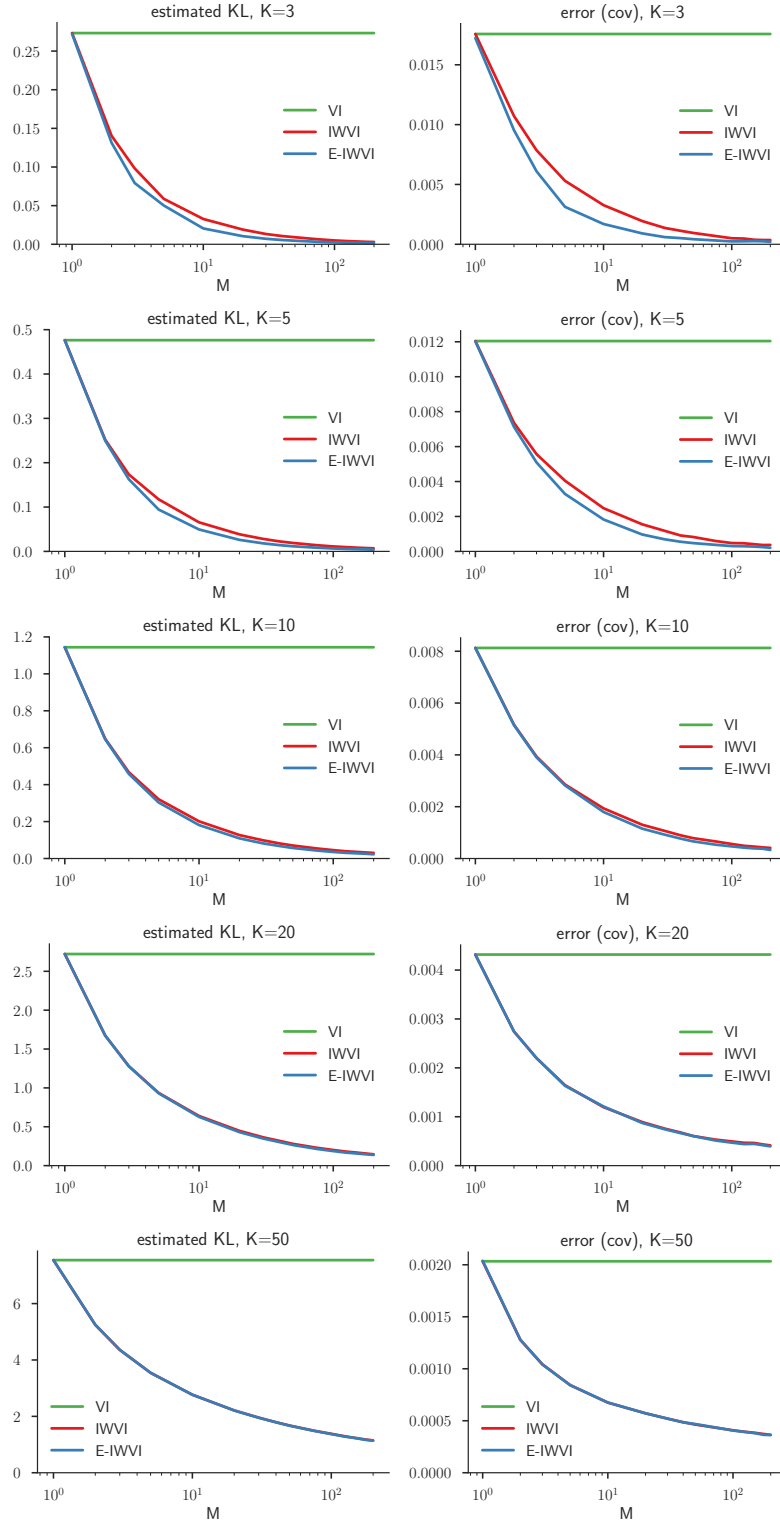 estimated KL, K=3
0.25
0.20
0.15
0.10
0.05
0.00
VI
IWVI
E-IWVI
10^0
10^1
10^2
M
error (cov), K=3
0.015
0.010
0.005
0.000
VI
IWVI
E-IWVI
10^0
10^1
10^2
M
estimated KL, K=5
0.5
0.4
0.3
0.2
0.1
0.0
VI
IWVI
E-IWVI
10^0
10^1
10^2
M
error (cov), K=5
0.012
0.010
0.008
0.006
0.004
0.002
0.000
VI
IWVI
E-IWVI
10^0
10^1
10^2
M
estimated KL, K=10
1.2
1.0
0.8
0.6
0.4
0.2
0.0
VI
IWVI
E-IWVI
10^0
10^1
10^2
M
error (cov), K=10
0.008
0.006
0.004
0.002
0.000
VI
IWVI
E-IWVI
10^0
10^1
10^2
M
estimated KL, K=20
2.5
2.0
1.5
1.0
0.5
0.0
VI
IWVI
E-IWVI
10^0
10^1
10^2
M
error (cov), K=20
0.004
0.003
0.002
0.001
0.000
VI
IWVI
E-IWVI
10^0
10^1
10^2
M
estimated KL, K=50
6
4
2
0
VI
IWVI
E-IWVI
10^0
10^1
10^2
M
error (cov), K=50
0.0020
0.0015
0.0010
0.0005
0.0000
VI
IWVI
E-IWVI
10^0
10^1
10^2
M